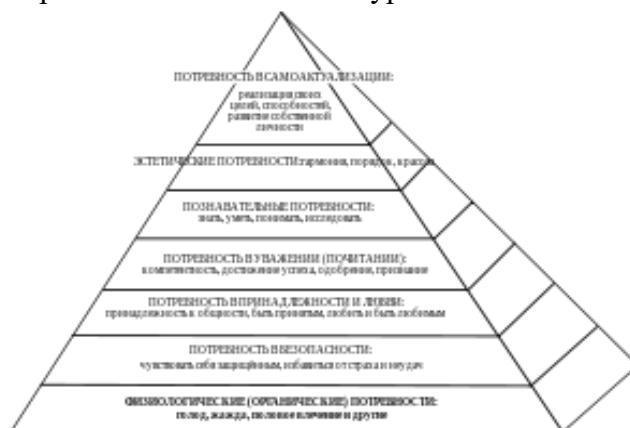 ПОТРЕБНОСТЬ В САМОАКТУАЛИЗАЦИИ:
реализация своих
целей, способностей,
развитие собственной
личности
ЭСТЕТИЧЕСКИЕ ПОТРЕБНОСТИ: гармония, порядок, красота
ПОЗНАВАТЕЛЬНЫЕ ПОТРЕБНОСТИ:
знать, уметь, понимать, исследовать
ПОТРЕБНОСТЬ В УВАЖЕНИИ (ПОЧИТАНИИ):
компетентность, достижение успеха, одобрение, признание
ПОТРЕБНОСТЬ В ПРИНАДЛЕЖНОСТИ И ЛЮБВИ:
принадлежность к общности, быть принятым, любить и быть любимым
ПОТРЕБНОСТЬ В БЕЗОПАСНОСТИ:
чувствовать себя защищённым, избавиться от страха и неудач
ФИЗИОЛОГИЧЕСКИЕ (ОРГАНИЧЕСКИЕ) ПОТРЕБНОСТИ:
голод, жажда, половое влечение и другие